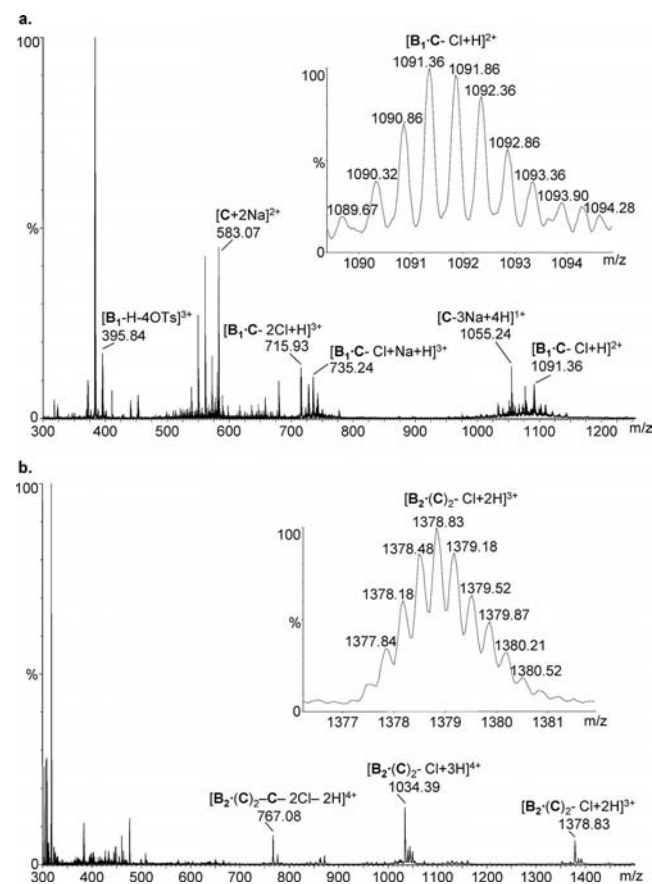 a.
100
%
0
300 400 500 600 700 800 900 1000 1100 1200 m/z
[B₁-H-4OTs]³⁺
395.84
[C+2Na]²⁺
583.07
[B₁·C- 2Cl+H]³⁺
715.93
[B₁·C- Cl+Na+H]³⁺
735.24
[C-3Na+4H]¹⁺
1055.24
[B₁·C- Cl+H]²⁺
1091.36
[B₁·C- Cl+H]²⁺
100
%
0
1089.67
1090.32
1090.86
1091.36
1091.86
1092.36
1092.86
1093.36
1093.90
1094.28
1090 1091 1092 1093 1094 m/z
b.
100
%
0
300 400 500 600 700 800 900 1000 1100 1200 1300 1400 m/z
[B₂·(C)₂–C– 2Cl– 2H]⁴⁺
767.08
[B₂·(C)₂- Cl+3H]⁴⁺
1034.39
[B₂·(C)₂- Cl+2H]³⁺
1378.83
[B₂·(C)₂- Cl+2H]³⁺
100
%
0
1377.84
1378.18
1378.48
1378.83
1379.18
1379.52
1379.87
1380.21
1380.52
1377 1378 1379 1380 1381 m/z